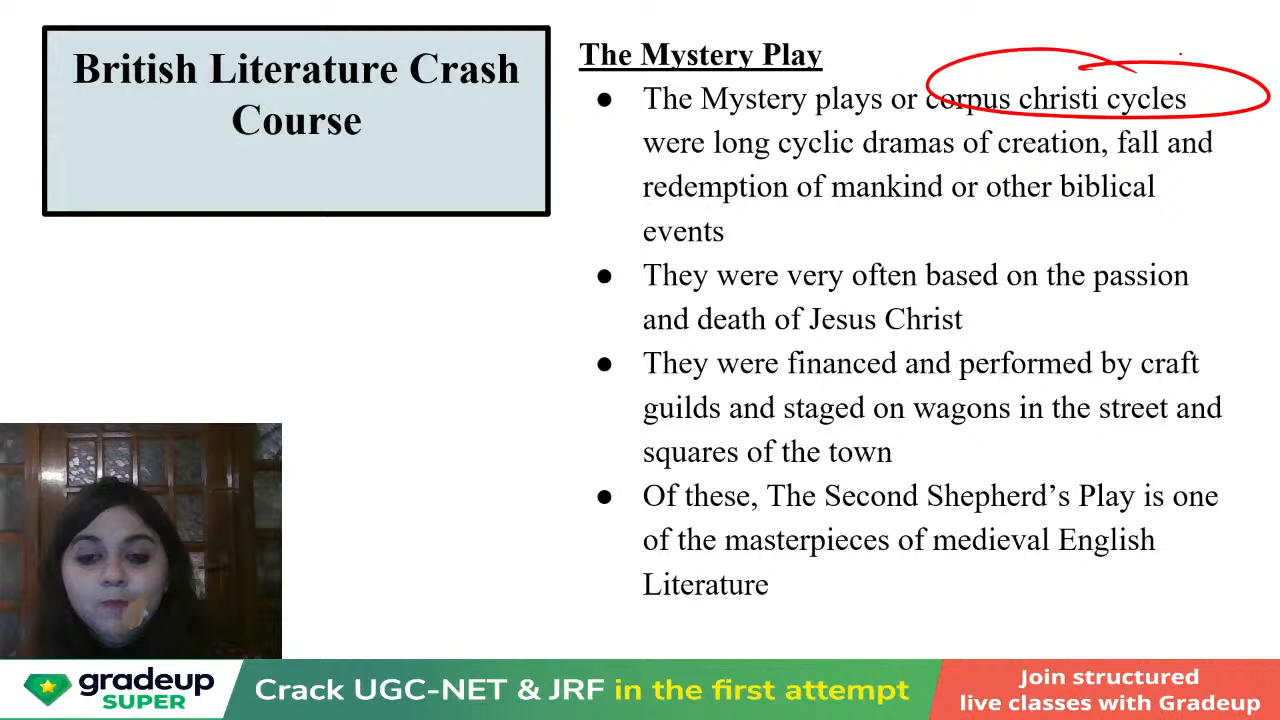 British Literature Crash
Course
The Mystery Play
● The Mystery plays or corpus christi cycles
were long cyclic dramas of creation, fall and
redemption of mankind or other biblical
events
● They were very often based on the passion
and death of Jesus Christ
● They were financed and performed by craft
guilds and staged on wagons in the street and
squares of the town
● Of these, The Second Shepherd’s Play is one
of the masterpieces of medieval English
Literature
gradeup
SUPER
Crack UGC-NET & JRF in the first attempt
Join structured
live classes with Gradeup